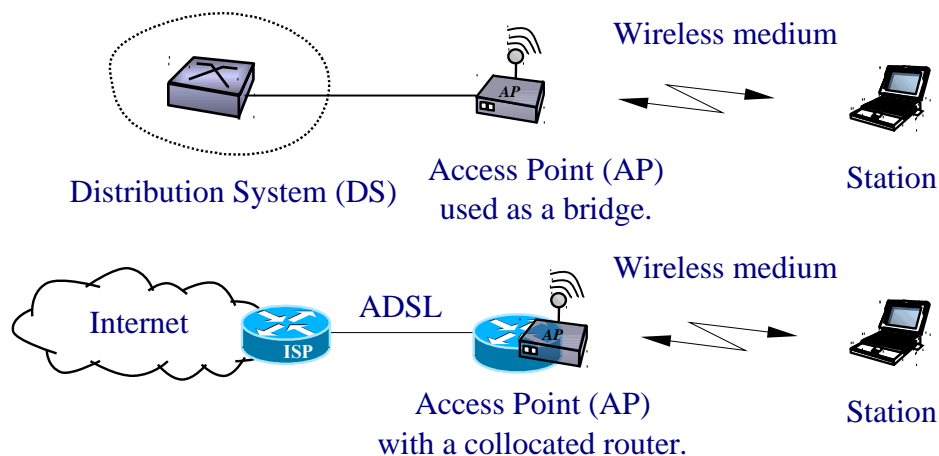 Wireless medium
AP
Distribution System (DS)
Access Point (AP)
used as a bridge.
Station
Wireless medium
Internet
ISP
ADSL
AP
Access Point (AP)
with a collocated router.
Station